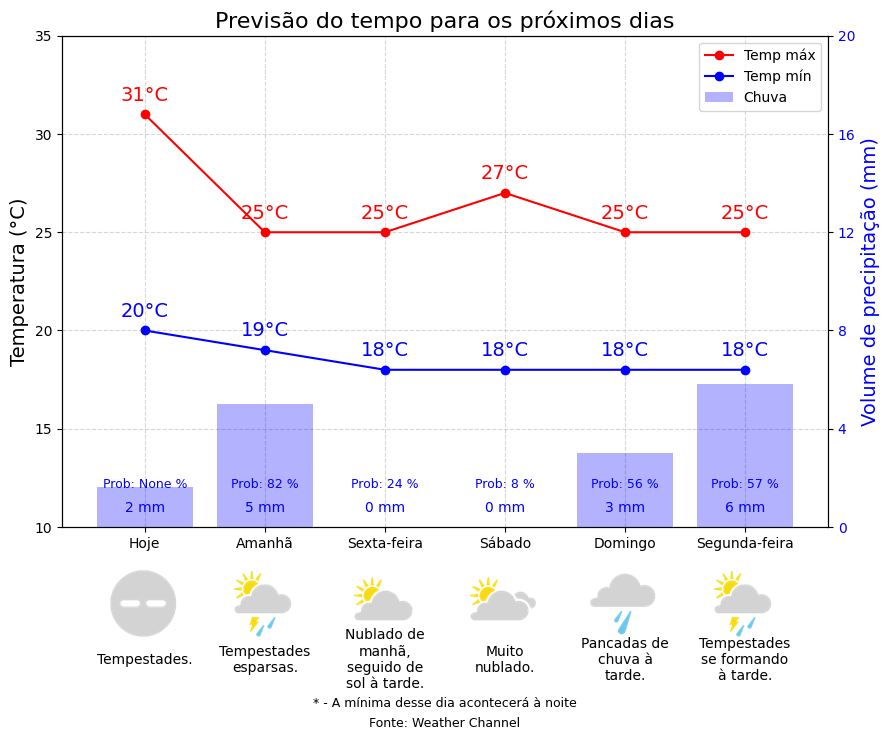 Previsão do tempo para os próximos dias
35
30
25
20
15
10
Temperatura (°C)
20
16
12
8
4
0
Volume de precipitação (mm)
Temp máx
Temp mín
Chuva
31°C
25°C
25°C
27°C
25°C
25°C
20°C
19°C
18°C
18°C
18°C
18°C
Prob: None %
Prob: 82 %
Prob: 24 %
Prob: 8 %
Prob: 56 %
Prob: 57 %
2 mm
5 mm
0 mm
0 mm
3 mm
6 mm
Hoje
Amanhã
Sexta-feira
Sábado
Domingo
Segunda-feira
Tempestades.
Tempestades
esparsas.
Nublado de
manhã,
seguido de
sol à tarde.
Muito
nublado.
Pancadas de
chuva à
tarde.
Tempestades
se formando
à tarde.
* - A mínima desse dia acontecerá à noite
Fonte: Weather Channel